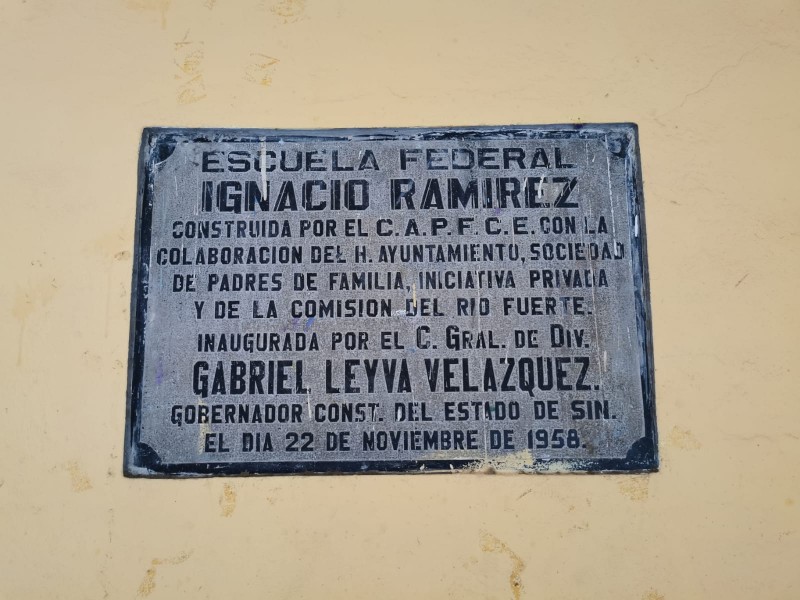 ESCUELA FEDERAL
IGNACIO RAMIREZ
CONSTRUIDA POR EL C.A.P.F.C.E. CON LA
COLABORACION DEL H. AYUNTAMIENTO, SOCIEDAD
DE PADRES DE FAMILIA, INICIATIVA PRIVADA
Y DE LA COMISION DEL RIO FUERTE.
INAUGURADA POR EL C. GRAL. DE DIV.
GABRIEL LEYVA VELAZQUEZ.
GOBERNADOR CONST. DEL ESTADO DE SIN.
EL DIA 22 DE NOVIEMBRE DE 1958.